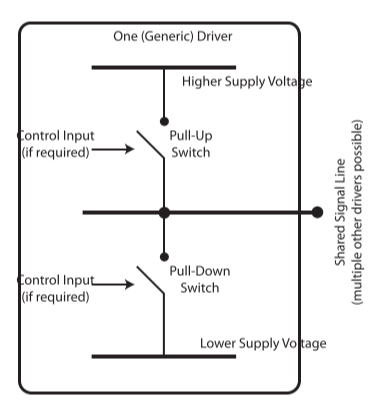 One (Generic) Driver
Higher Supply Voltage
Control Input
(if required)
Pull-Up
Switch
Shared Signal Line
(multiple other drivers possible)
Control Input
(if required)
Pull-Down
Switch
Lower Supply Voltage